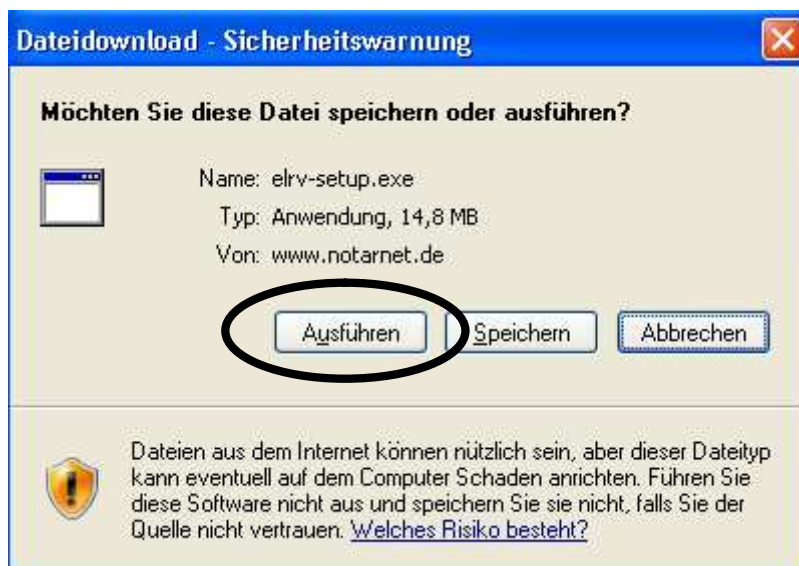 Dateidownload - Sicherheitswarnung
Möchten Sie diese Datei speichern oder ausführen?
Name: elrv-setup.exe
Typ: Anwendung, 14,8 MB
Von: www.notarnet.de
Ausführen Speichern Abbrechen
Dateien aus dem Internet können nützlich sein, aber dieser Dateityp
kann eventuell auf dem Computer Schaden anrichten. Führen Sie
diese Software nicht aus und speichern Sie sie nicht, falls Sie der
Quelle nicht vertrauen. Welches Risiko besteht?